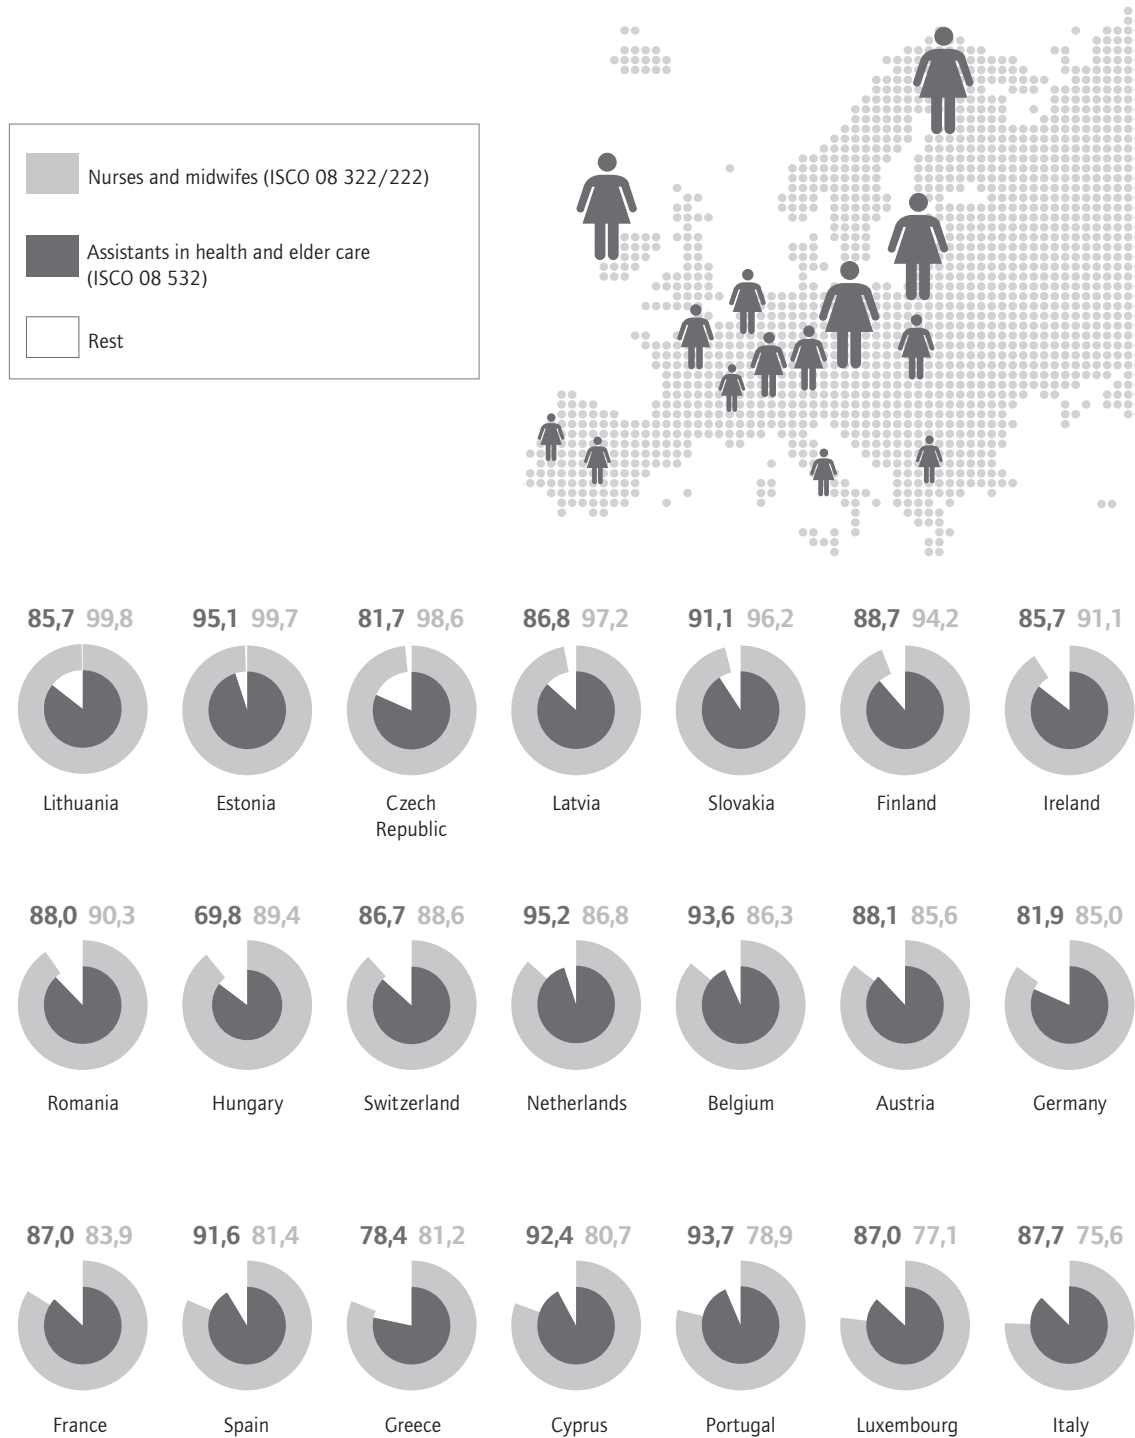 Nurses and midwifes (ISCO 08 322/222)
Assistants in health and elder care
(ISCO 08 532)
Rest
85,7 99,8 95,1 99,7 81,7 98,6 86,8 97,2 91,1 96,2 88,7 94,2 85,7 91,1
Lithuania Estonia Czech Latvia Slovakia Finland Ireland
Republic
88,0 90,3 69,8 89,4 86,7 88,6 95,2 86,8 93,6 86,3 88,1 85,6 81,9 85,0
Romania Hungary Switzerland Netherlands Belgium Austria Germany
87,0 83,9 91,6 81,4 78,4 81,2 92,4 80,7 93,7 78,9 87,0 77,1 87,7 75,6
France Spain Greece Cyprus Portugal Luxembourg Italy